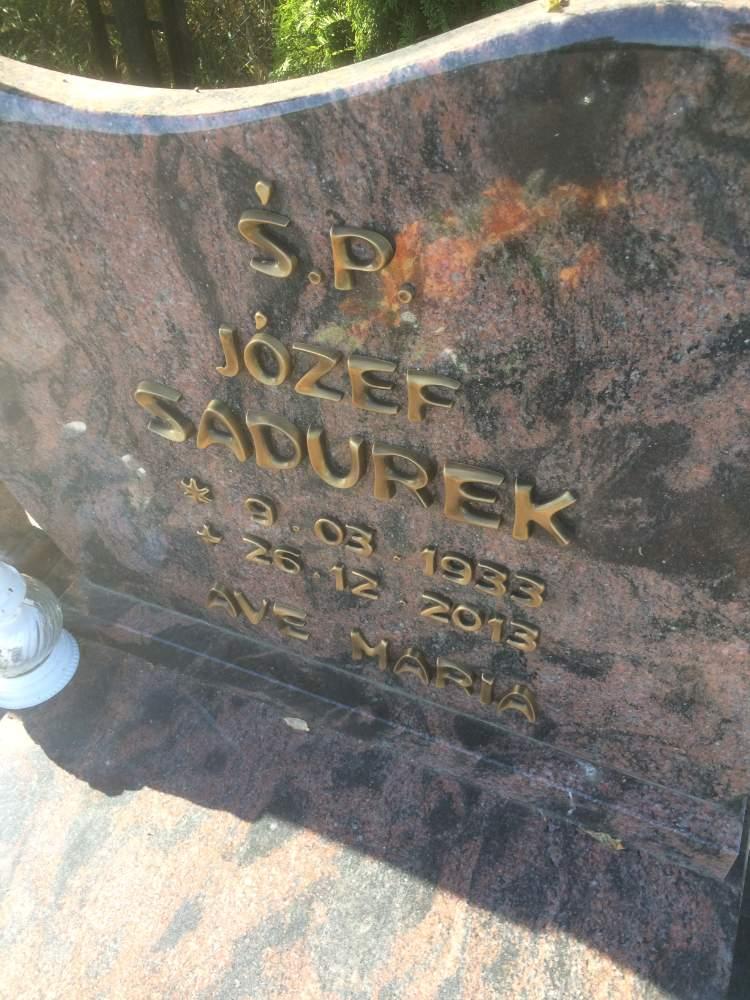 Ś.P.
JÓZEF
SADUREK
* 9.03.1933
+ 26.12.2013
AVE MARIA